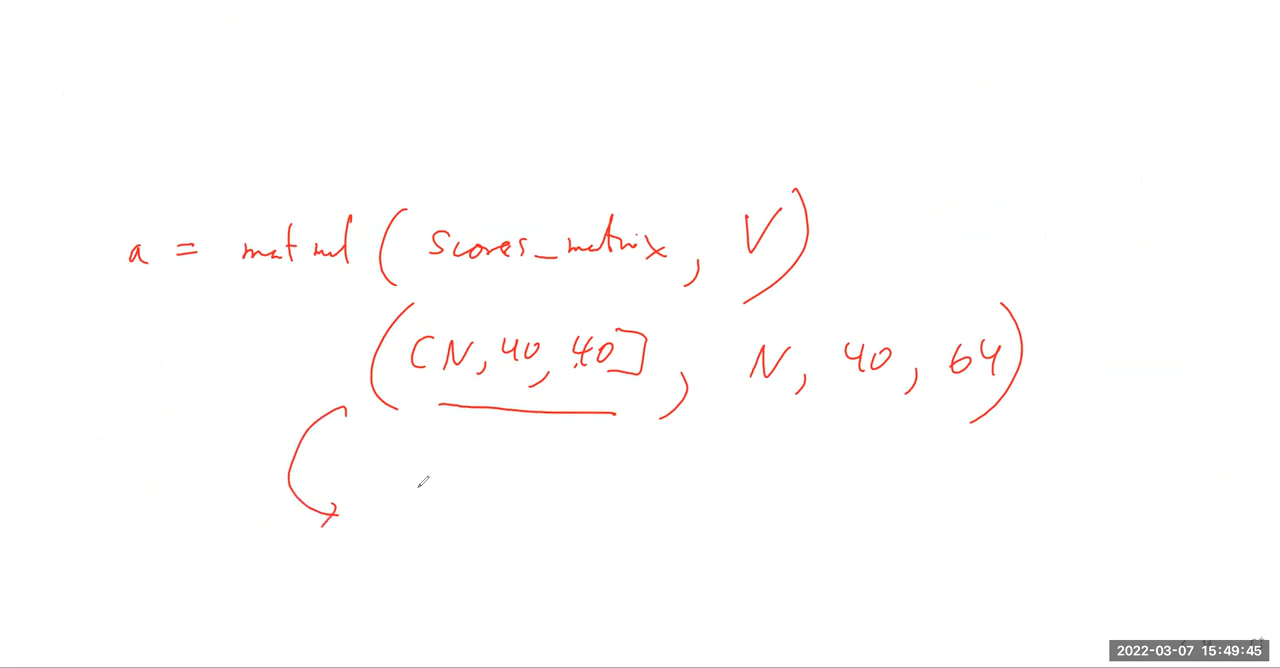 a = matmul ( scores_matrix, V )
( [N, 40, 40], N, 40, 64 )
2022-03-07 15:49:45